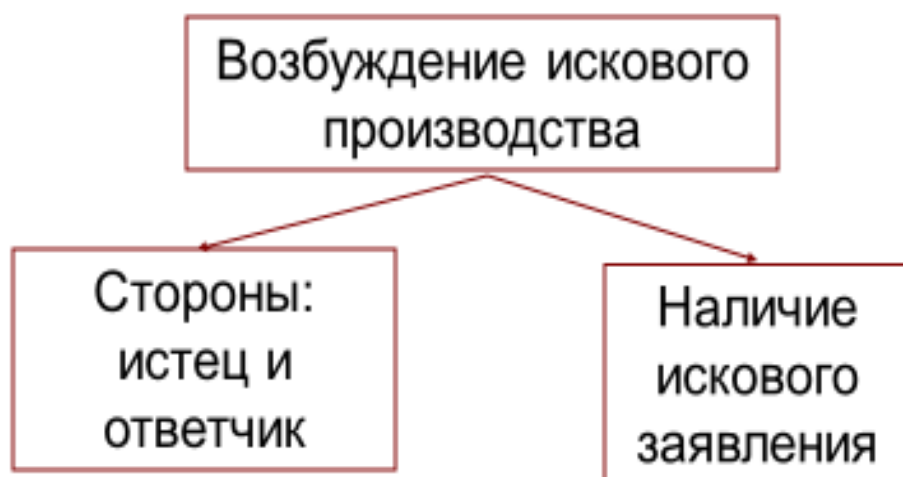 Возбуждение искового
производства
Стороны:
истец и
ответчик
Наличие
искового
заявления